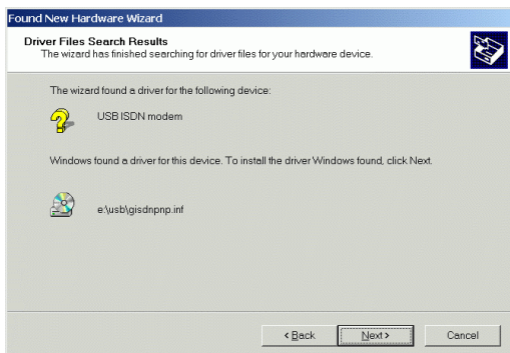 Found New Hardware Wizard
Driver Files Search Results
The wizard has finished searching for driver files for your hardware device.
The wizard found a driver for the following device:
USB ISDN modem
Windows found a driver for this device. To install the driver Windows found, click Next.
e:\usb\gisdnpnp.inf
< Back
Next >
Cancel